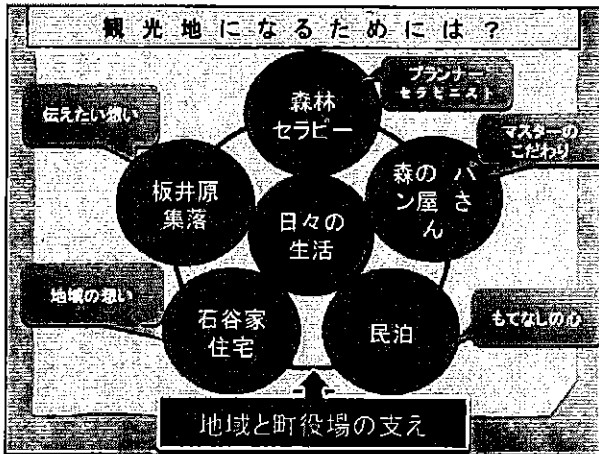 観光地になるためには？
プランナー
セラピニスト
森林
セラピー
伝えたい想い
マスターの
こだわり
板井原
集落
森の パ
ン屋 さ
ん
日々の
生活
地域の想い
石谷家
住宅
民泊
もてなしの心
地域と町役場の支え